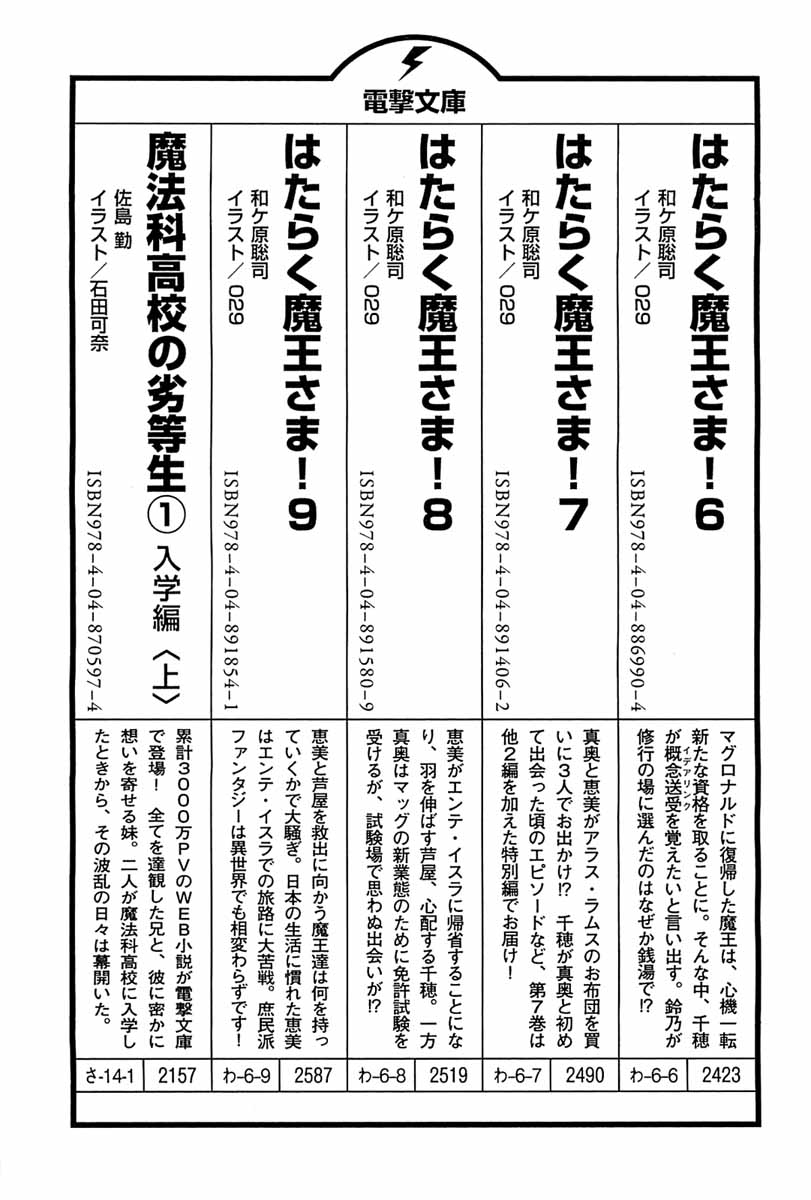 電撃文庫
はたらく魔王さま！6
和ケ原聡司
イラスト／029
ISBN978-4-04-886990-4
マグロナルドに復帰した魔王は、心機一転
新たな資格を取ることに。そんな中、千穂
が概念送受を覚えたいと言い出す。鈴乃が
イデアリンク
修行の場に選んだのはなぜか銭湯で!?
わ-6-6
2423
はたらく魔王さま！7
和ケ原聡司
イラスト／029
ISBN978-4-04-891406-2
真奥と恵美がアラス・ラムスのお布団を買
いに3人でお出かけ!?　千穂が真奥と初め
て出会った頃のエピソードなど、第7巻は
他2編を加えた特別編でお届け！
わ-6-7
2490
はたらく魔王さま！8
和ケ原聡司
イラスト／029
ISBN978-4-04-891580-9
恵美がエンテ・イスラに帰省することにな
り、羽を伸ばす芦屋、心配する千穂。一方
真奥はマッグの新業態のために免許試験を
受けるが、試験場で思わぬ出会いが!?
わ-6-8
2519
はたらく魔王さま！9
和ケ原聡司
イラスト／029
ISBN978-4-04-891854-1
恵美と芦屋を救出に向かう魔王達は何を持っ
ていくかで大騒ぎ。日本の生活に慣れた恵美
はエンテ・イスラでの旅路に大苦戦。庶民派
ファンタジーは異世界でも相変わらずです！
わ-6-9
2587
魔法科高校の劣等生① 入学編〈上〉
佐島 勤
イラスト／石田可奈
ISBN978-4-04-870597-4
累計3000万PVのWEB小説が電撃文庫
で登場！　全てを達観した兄と、彼に密かに
想いを寄せる妹。二人が魔法科高校に入学し
たときから、その波乱の日々は幕開いた。
さ-14-1
2157